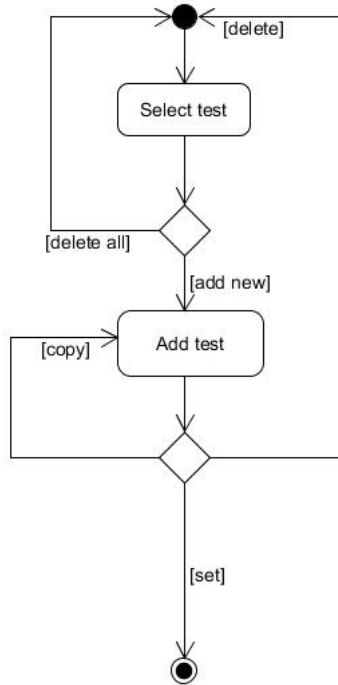 [delete]
Select test
[delete all]
[add new]
Add test
[copy]
[set]